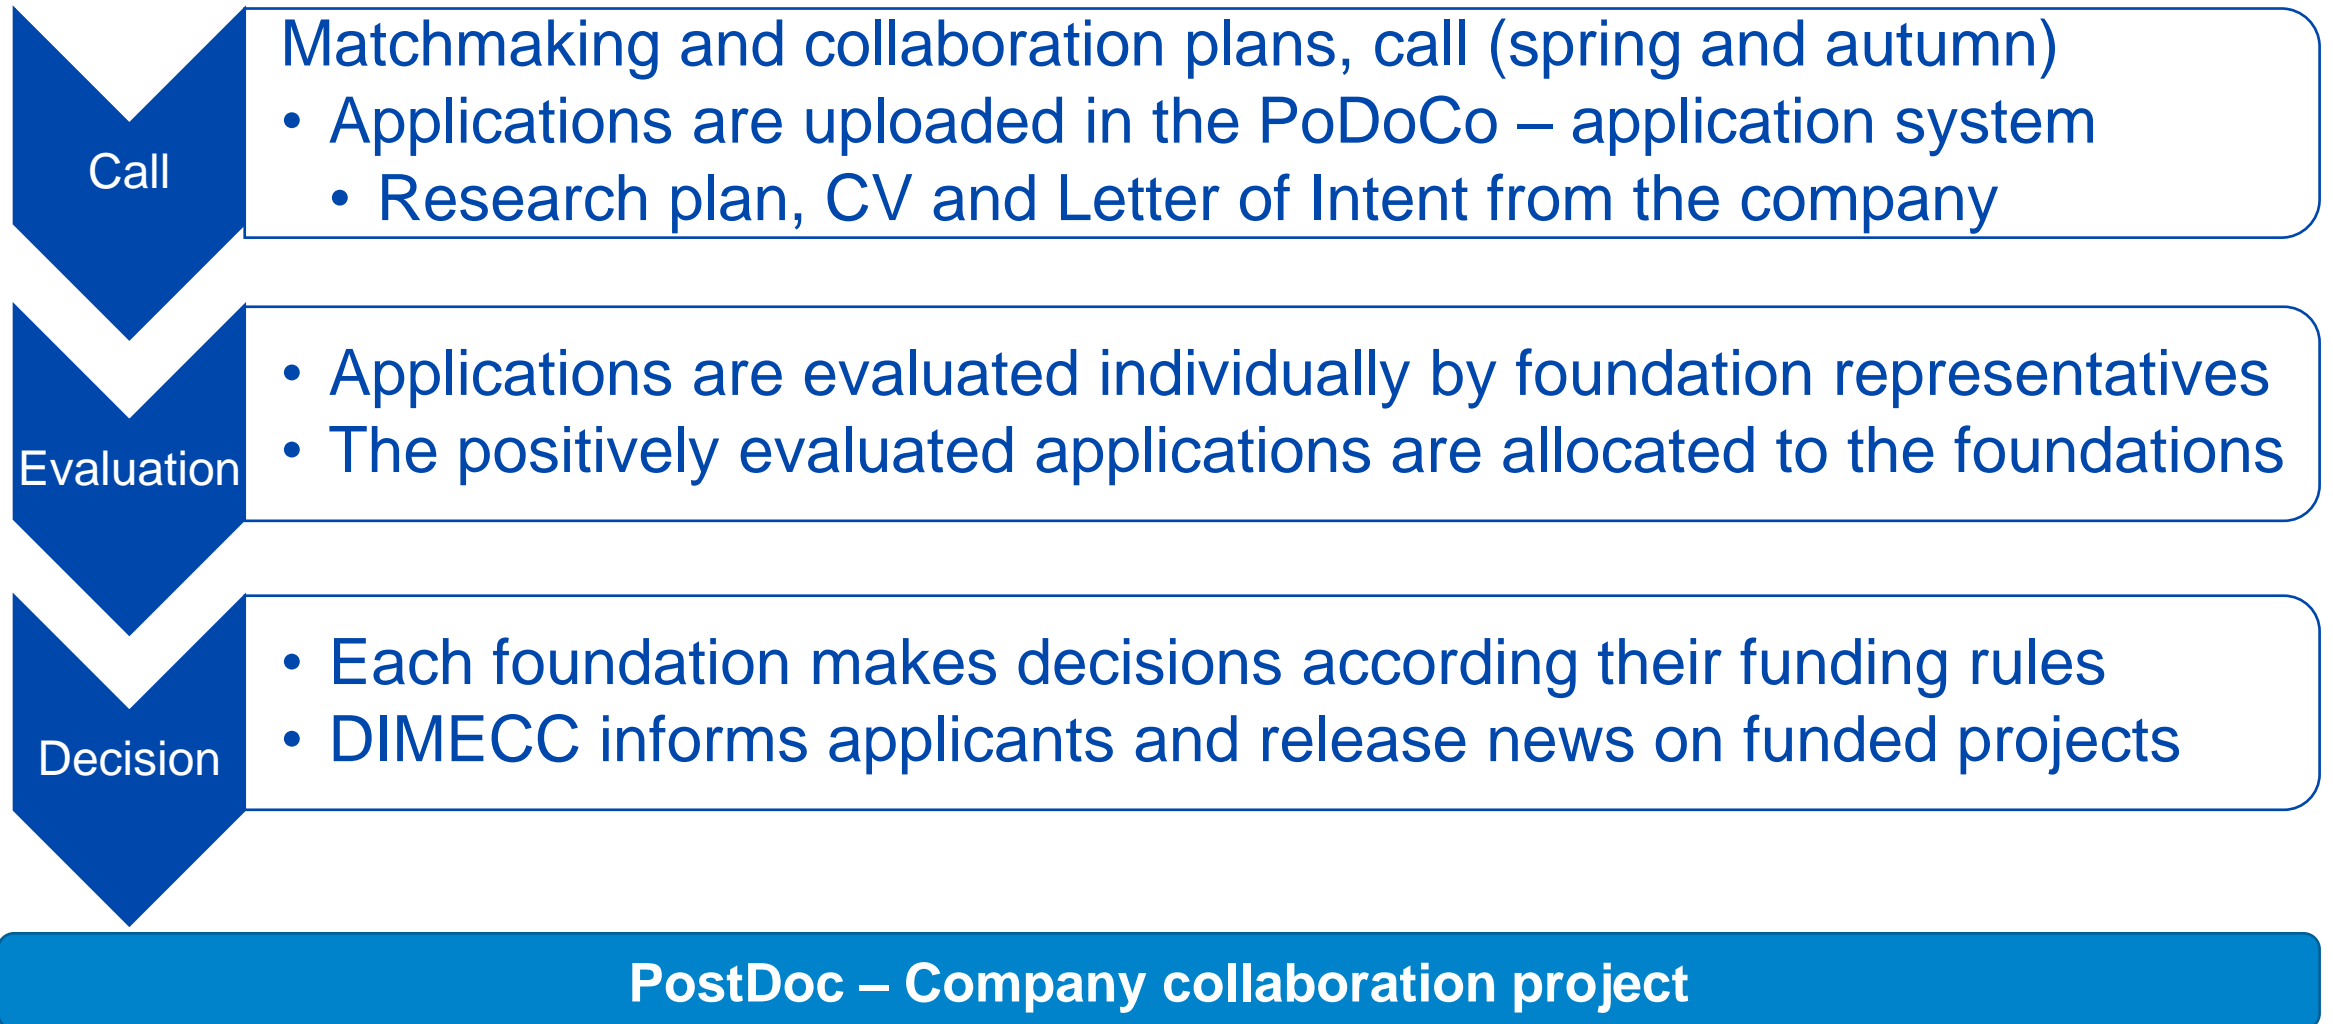 Matchmaking and collaboration plans, call (spring and autumn)
• Applications are uploaded in the PoDoCo – application system
• Research plan, CV and Letter of Intent from the company
Call
• Applications are evaluated individually by foundation representatives
• The positively evaluated applications are allocated to the foundations
Evaluation
• Each foundation makes decisions according their funding rules
• DIMECC informs applicants and release news on funded projects
Decision
PostDoc – Company collaboration project